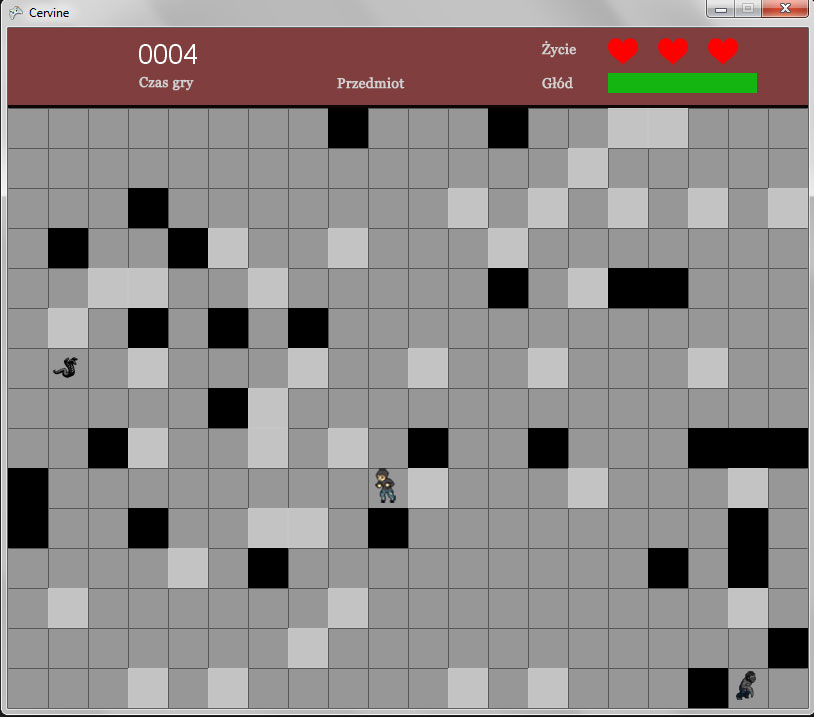 Cervine
0004
Czas gry
Przedmiot
Życie
Głód